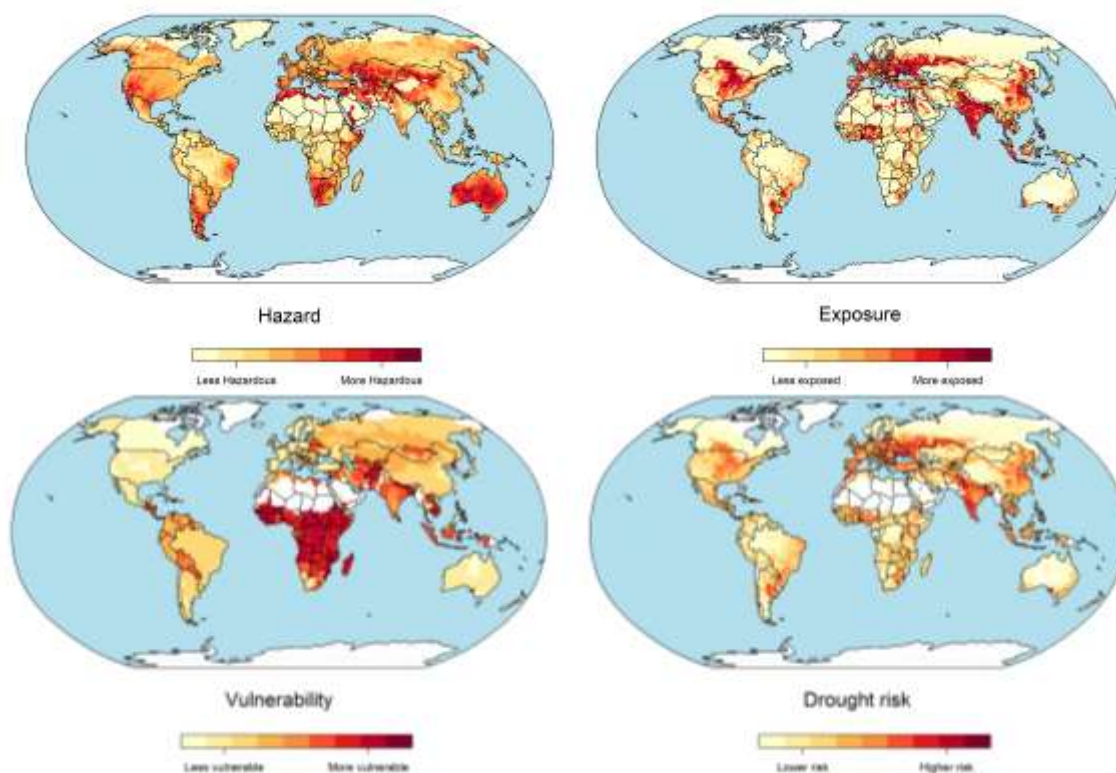 Hazard
Less Hazardous More Hazardous
Exposure
Less exposed More exposed
Vulnerability
Less vulnerable More vulnerable
Drought risk
Lower risk Higher risk